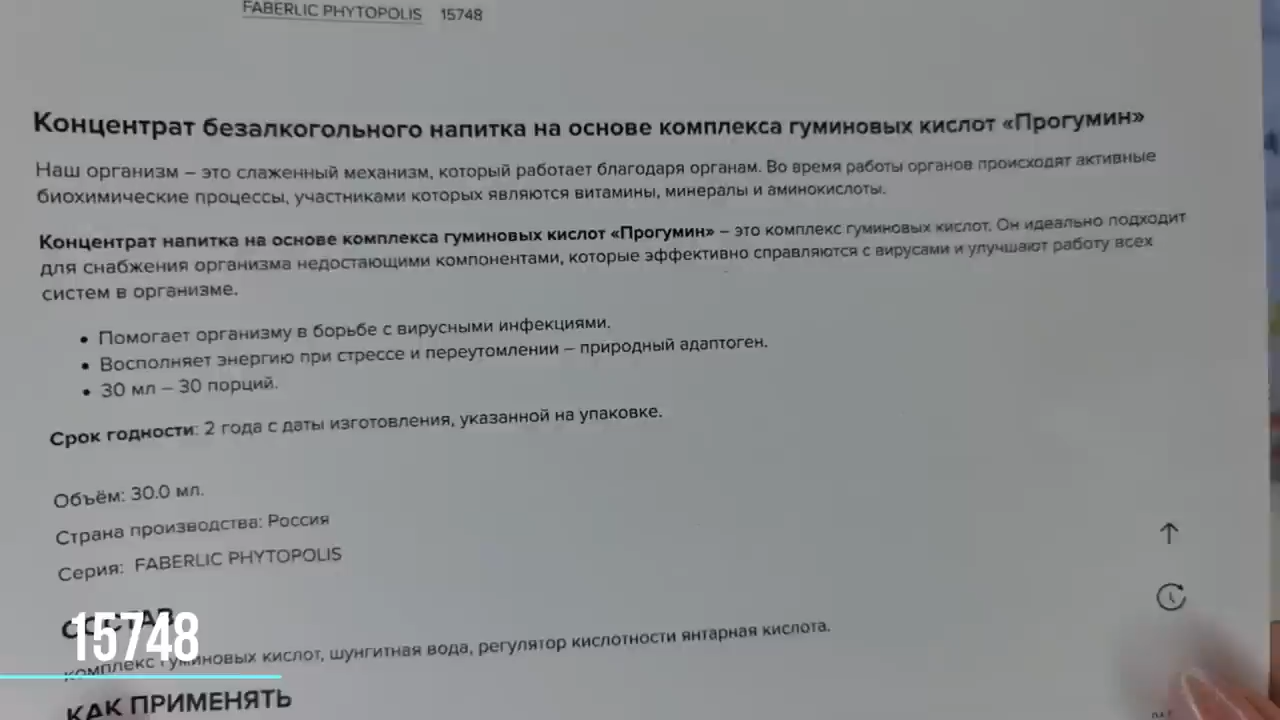 FABERLIC PHYTOPOLIS 15748
Концентрат безалкогольного напитка на основе комплекса гуминовых кислот «Прогумин»
Наш организм – это слаженный механизм, который работает благодаря органам. Во время работы органов происходят активные
биохимические процессы, участниками которых являются витамины, минералы и аминокислоты.
Концентрат напитка на основе комплекса гуминовых кислот «Прогумин» – это комплекс гуминовых кислот. Он идеально подходит
для снабжения организма недостающими компонентами, которые эффективно справляются с вирусами и улучшают работу всех
систем в организме.
• Помогает организму в борьбе с вирусными инфекциями.
• Восполняет энергию при стрессе и переутомлении – природный адаптоген.
• 30 мл – 30 порций.
Срок годности: 2 года с даты изготовления, указанной на упаковке.
Объём: 30.0 мл.
Страна производства: Россия
Серия: FABERLIC PHYTOPOLIS
СОСТАВ
15748
комплекс гуминовых кислот, шунгитная вода, регулятор кислотности янтарная кислота.
КАК ПРИМЕНЯТЬ